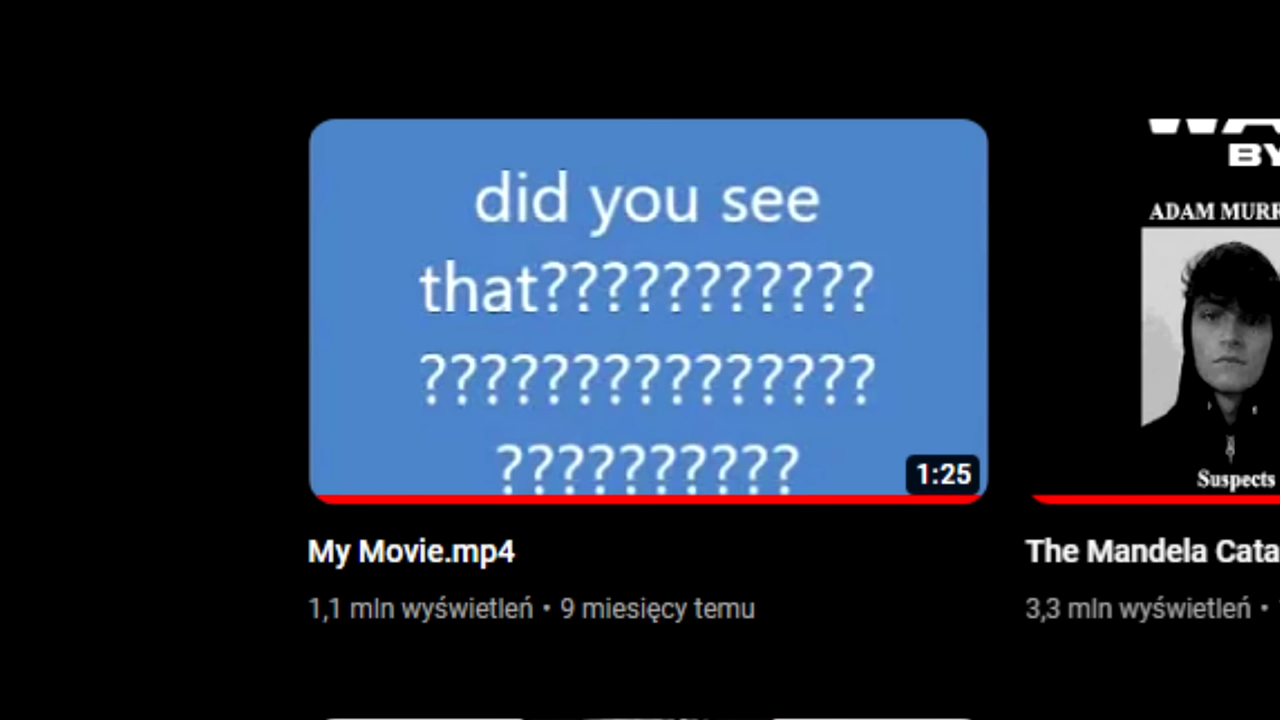 did you see
that???????????
???????????????
??????????
1:25
My Movie.mp4
1,1 mln wyświetleń • 9 miesięcy temu
BY
ADAM MURR
Suspects
The Mandela Cata
3,3 mln wyświetleń •